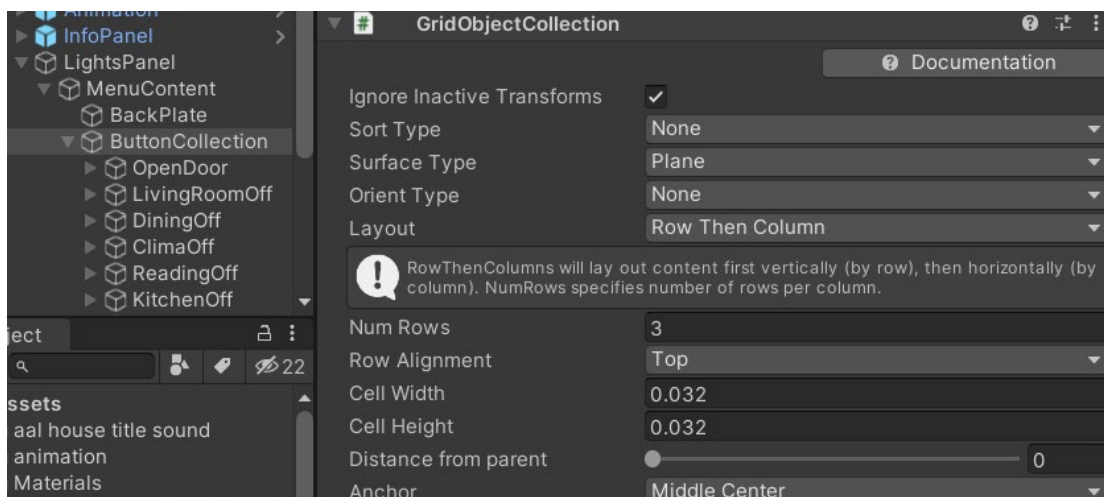 Animation
InfoPanel
LightsPanel
MenuContent
BackPlate
ButtonCollection
OpenDoor
LivingRoomOff
DiningOff
ClimaOff
ReadingOff
KitchenOff
ject
22
ssets
aal house title sound
animation
Materials
# GridObjectCollection
Documentation
Ignore Inactive Transforms
Sort Type None
Surface Type Plane
Orient Type None
Layout Row Then Column
RowThenColumns will lay out content first vertically (by row), then horizontally (by
column). NumRows specifies number of rows per column.
Num Rows 3
Row Alignment Top
Cell Width 0.032
Cell Height 0.032
Distance from parent 0
Anchor Middle Center